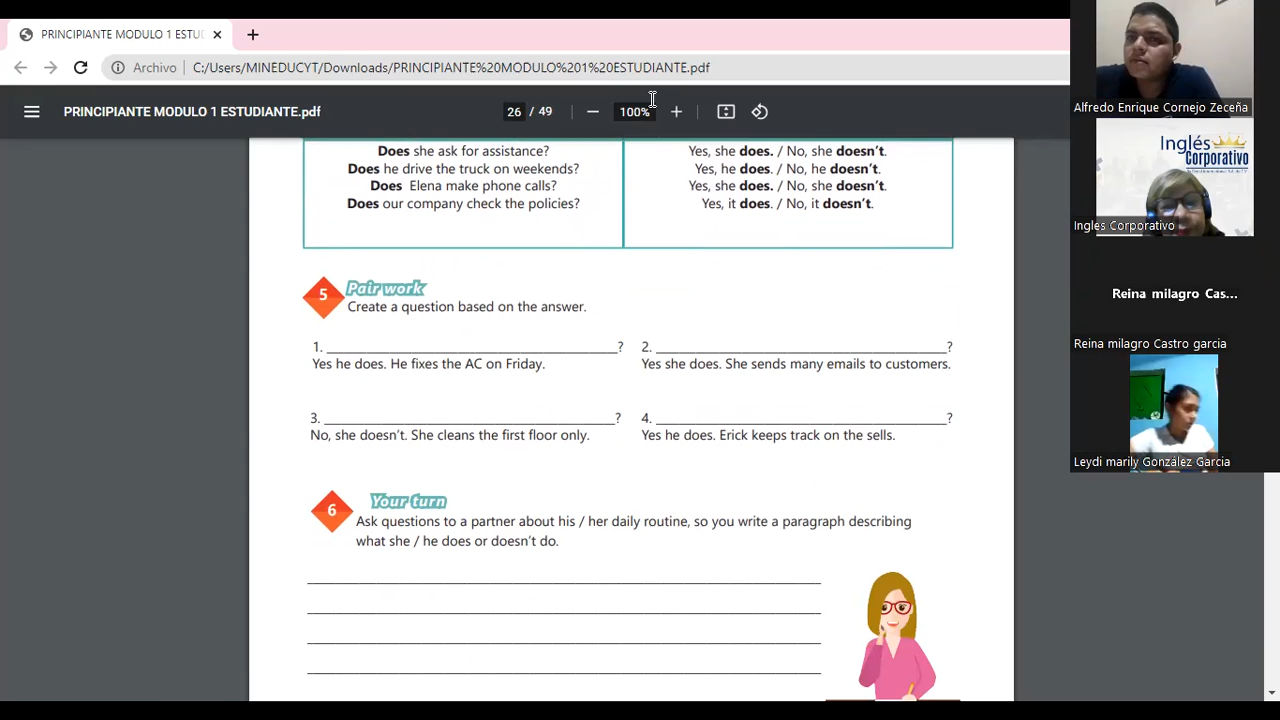 PRINCIPIANTE MODULO 1 ESTU
Archivo
C:/Users/MINEDUCYT/Downloads/PRINCIPIANTE%20MODULO%201%20ESTUDIANTE.pdf
PRINCIPIANTE MODULO 1 ESTUDIANTE.pdf
26 / 49
100%
Does she ask for assistance?
Yes, she does. / No, she doesn't.
Does he drive the truck on weekends?
Yes, he does. / No, he doesn't.
Does Elena make phone calls?
Yes, she does. / No, she doesn't.
Does our company check the policies?
Yes, it does. / No, it doesn't.
5
Pair work
Create a question based on the answer.
1. ______________________________________?
2. ______________________________________?
Yes he does. He fixes the AC on Friday.
Yes she does. She sends many emails to customers.
3. ______________________________________?
4. ______________________________________?
No, she doesn't. She cleans the first floor only.
Yes he does. Erick keeps track on the sells.
6
Your turn
Ask questions to a partner about his / her daily routine, so you write a paragraph describing
what she / he does or doesn't do.
Alfredo Enrique Cornejo Zeceña
Inglés
Corporativo
Ingles Corporativo
Reina milagro Cas...
Reina milagro Castro garcia
Leydi marily González Garcia